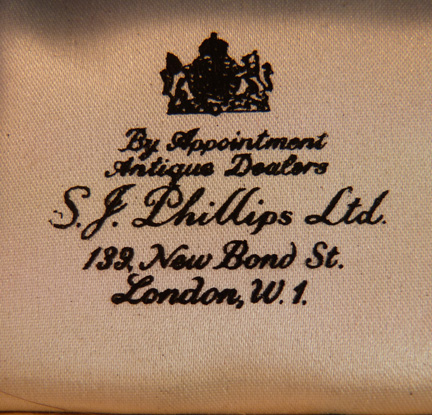 By Appointment
Antique Dealers
S. J. Phillips Ltd.
139, New Bond St.
London, W. 1.